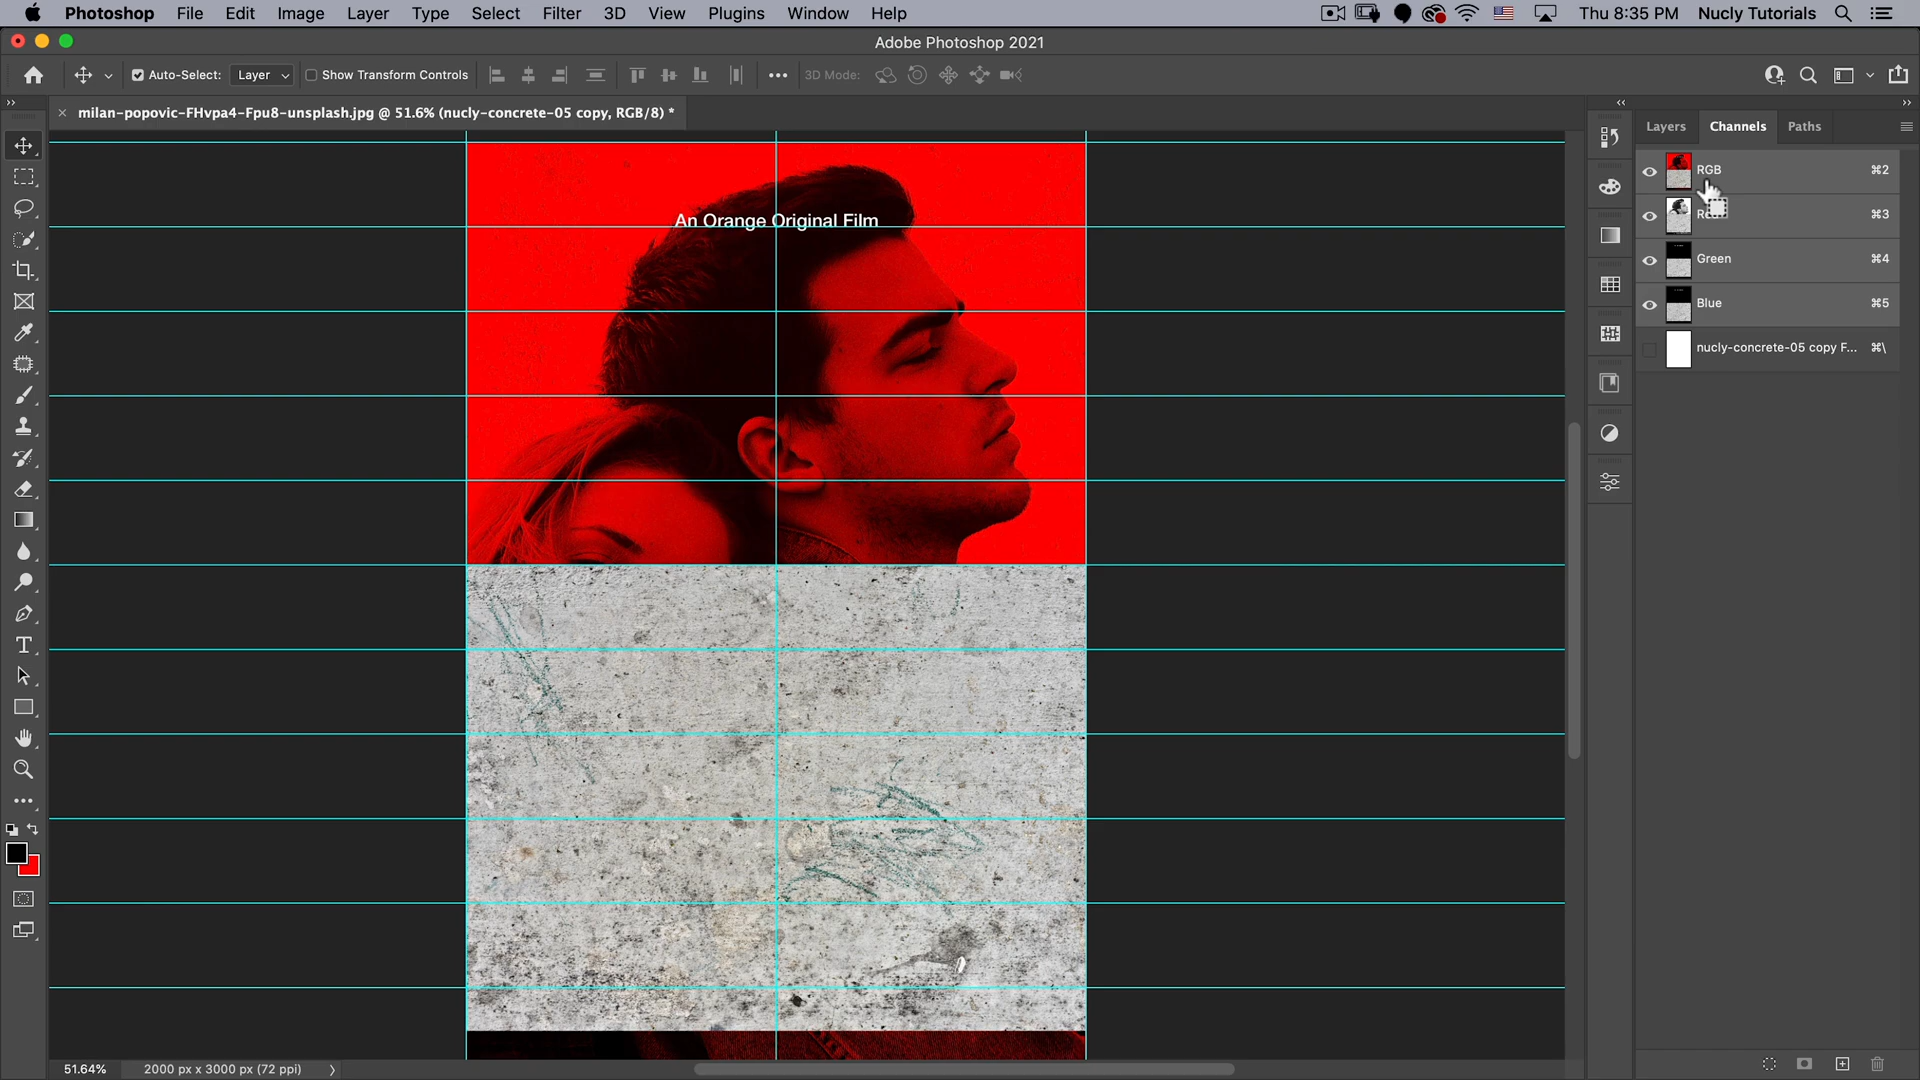 Photoshop File Edit Image Layer Type Select Filter 3D View Plugins Window Help Thu 8:35 PM Nucly Tutorials
Adobe Photoshop 2021
Auto-Select: Layer Show Transform Controls 3D Mode:
milan-popovic-FHvpa4-Fpu8-unsplash.jpg @ 51.6% (nucly-concrete-05 copy, RGB/8) *
Layers Channels Paths
RGB ⌘2
⌘3
Green ⌘4
Blue ⌘5
nucly-concrete-05 copy F... ⌘\
An Orange Original Film
51.64% 2000 px x 3000 px (72 ppi)